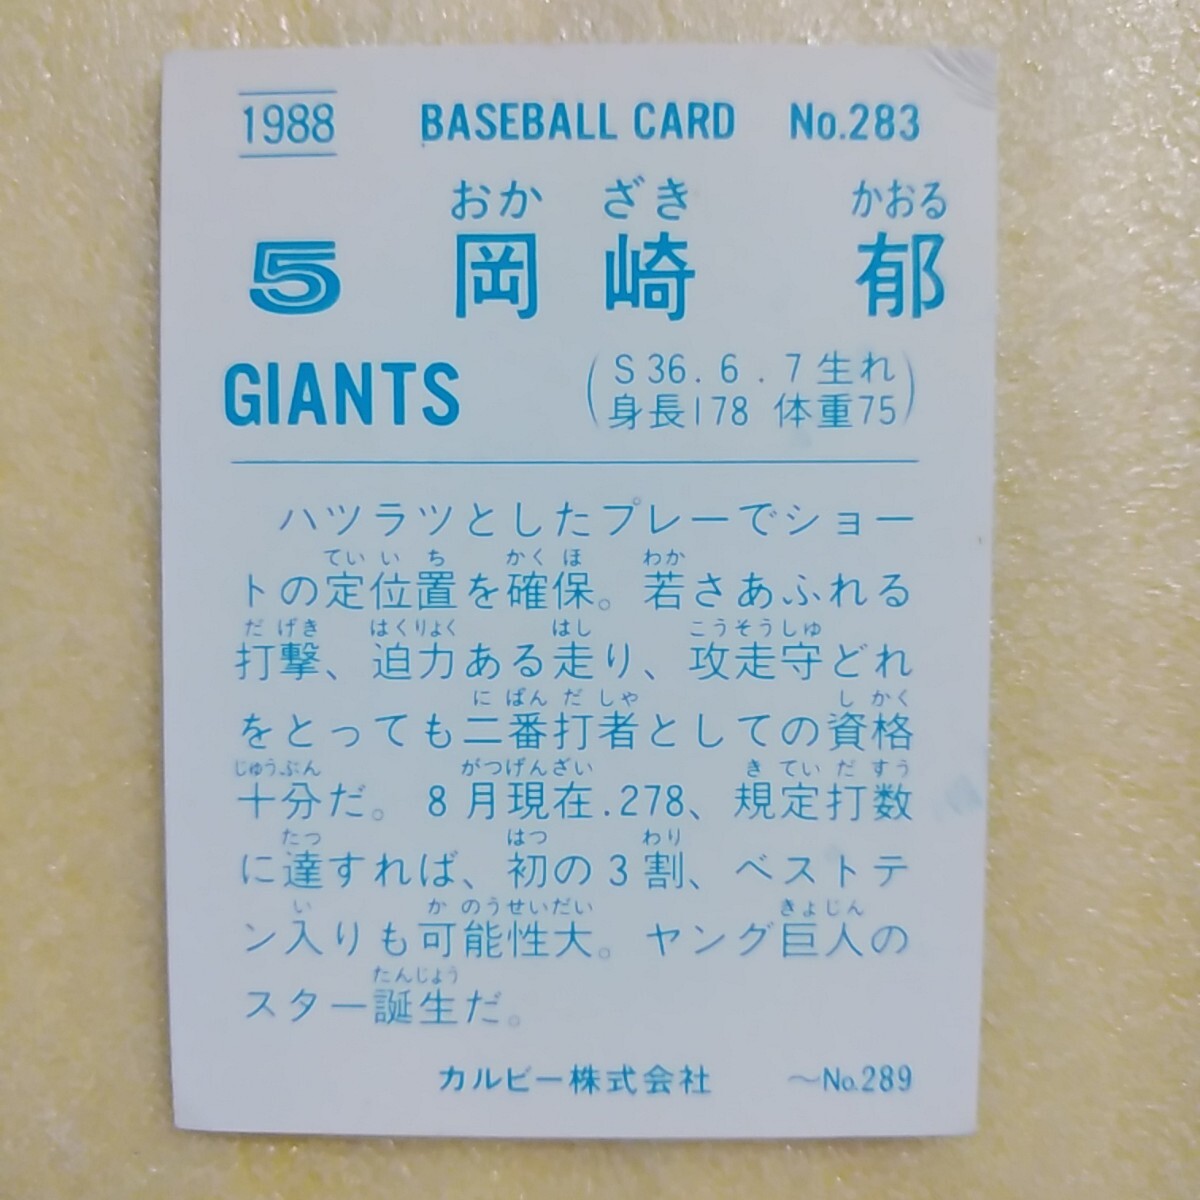 1988 BASEBALL CARD No.283
おか ざき かおる
5 岡崎 郁
GIANTS
(S36.6.7生れ
身長178 体重75)
ハツラツとしたプレーでショー
ていいち かくほ わか
トの定位置を確保。若さあふれる
だげき はくりょく はし こうそうしゅ
打撃、迫力ある走り、攻走守どれ
にばんだしゃ しかく
をとっても二番打者としての資格
じゅうぶん がつげんざい きていだすう
十分だ。8月現在.278、規定打数
たつ はつ わり
に達すれば、初の3割、ベストテ
い かのうせいだい きょじん
ン入りも可能性大。ヤング巨人の
たんじょう
スター誕生だ。
カルビー株式会社 〜No.289